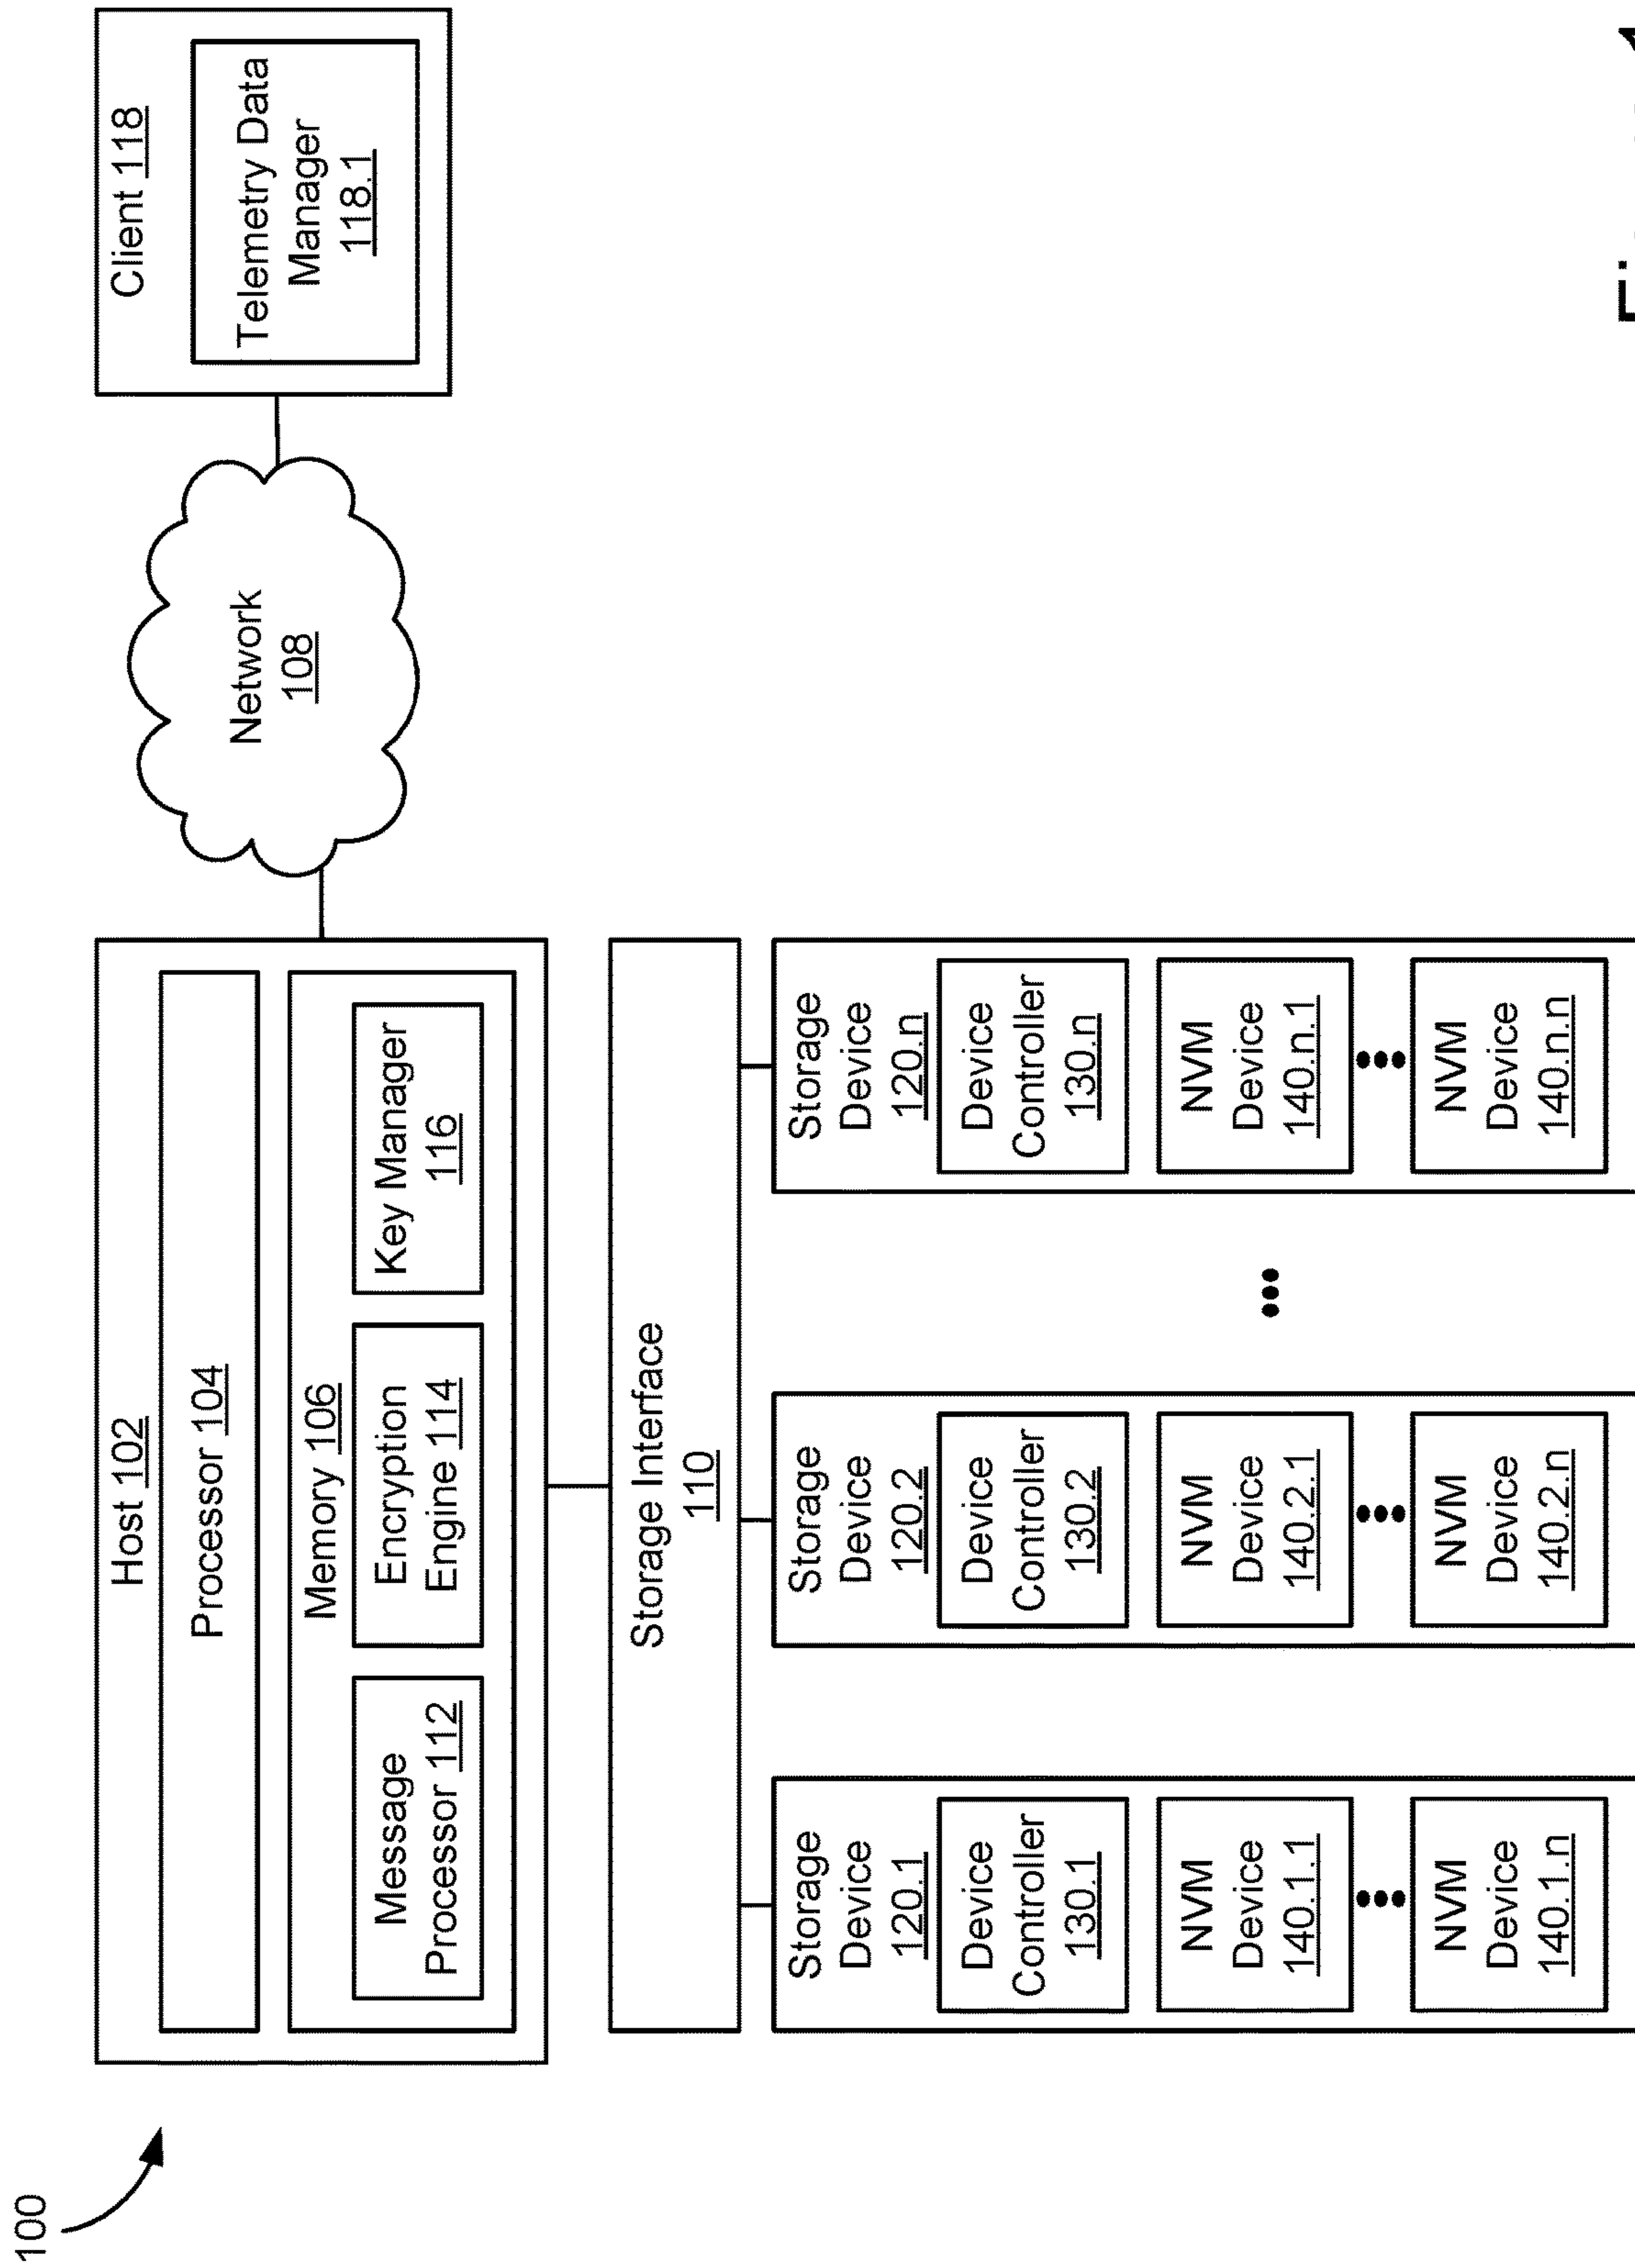 100
Host 102
Processor 104
Memory 106
Message
Processor 112
Encryption
Engine 114
Key Manager
116
Network
108
Client 118
Telemetry Data
Manager
118.1
Storage Interface
110
Storage
Device
120.1
Device
Controller
130.1
NVM
Device
140.1.1
NVM
Device
140.1.n
Storage
Device
120.2
Device
Controller
130.2
NVM
Device
140.2.1
NVM
Device
140.2.n
Storage
Device
120.n
Device
Controller
130.n
NVM
Device
140.n.1
NVM
Device
140.n.n